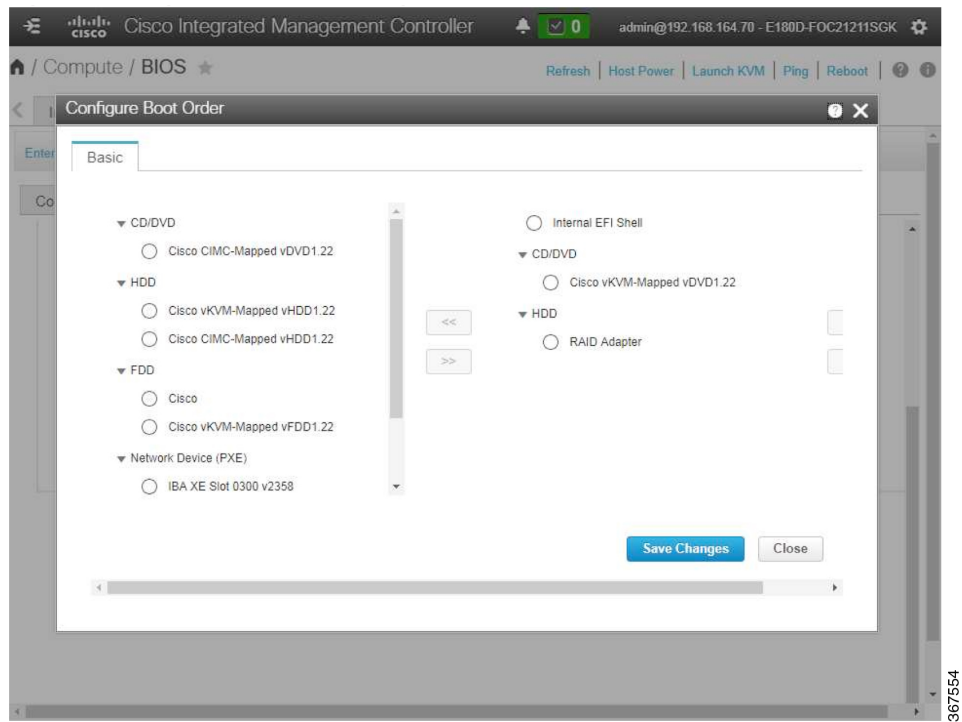 cisco Cisco Integrated Management Controller 0 admin@192.168.164.70 - E180D-FOC21211SGK
/ Compute / BIOS Refresh | Host Power | Launch KVM | Ping | Reboot |
Configure Boot Order
Enter
Basic
Co
CD/DVD
Cisco CIMC-Mapped vDVD1.22
HDD
Cisco vKVM-Mapped vHDD1.22
Cisco CIMC-Mapped vHDD1.22
FDD
Cisco
Cisco vKVM-Mapped vFDD1.22
Network Device (PXE)
IBA XE Slot 0300 v2358
<<
>>
Internal EFI Shell
CD/DVD
Cisco vKVM-Mapped vDVD1.22
HDD
RAID Adapter
Save Changes Close
367554